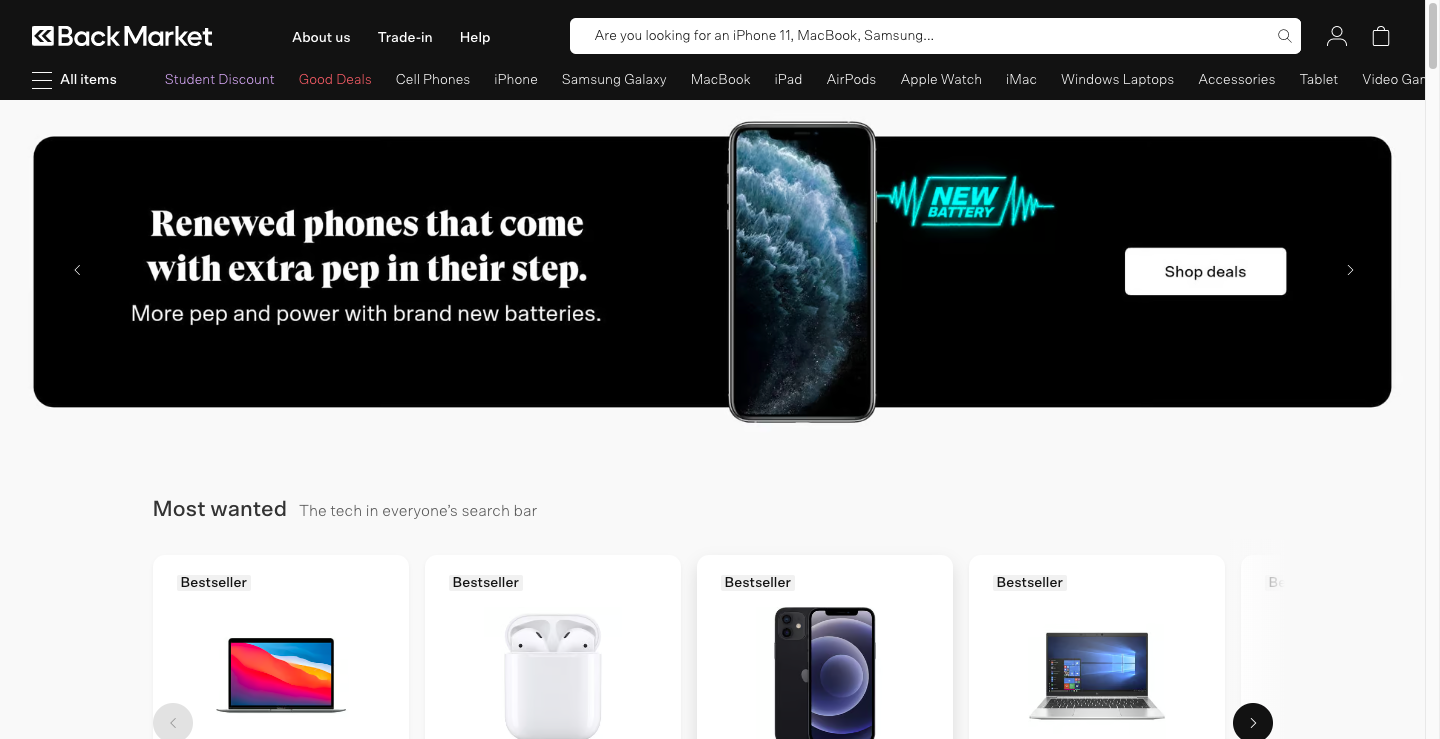 Back Market
About us
Trade-in
Help
Are you looking for an iPhone 11, MacBook, Samsung...
All items
Student Discount
Good Deals
Cell Phones
iPhone
Samsung Galaxy
MacBook
iPad
AirPods
Apple Watch
iMac
Windows Laptops
Accessories
Tablet
Video Gam
Renewed phones that come
with extra pep in their step.
More pep and power with brand new batteries.
NEW
BATTERY
Shop deals
Most wanted
The tech in everyone's search bar
Bestseller
Bestseller
Bestseller
Bestseller
Be